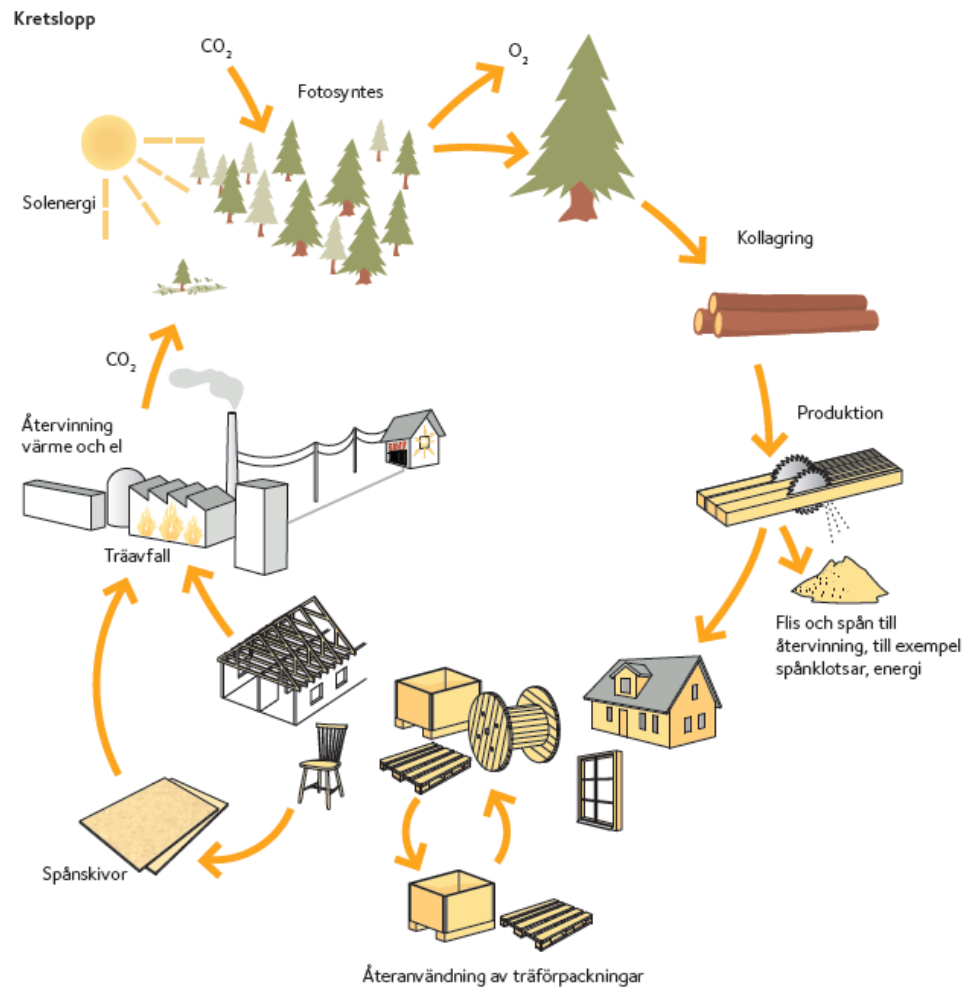 Kretslopp
CO₂
O₂
Fotosyntes
Solenergi
Kollagring
CO₂
Produktion
Återvinning
värme och el
Träavfall
Flis och spån till
återvinning, till exempel
spånklotsar, energi
Spånskivor
Återanvändning av träförpackningar